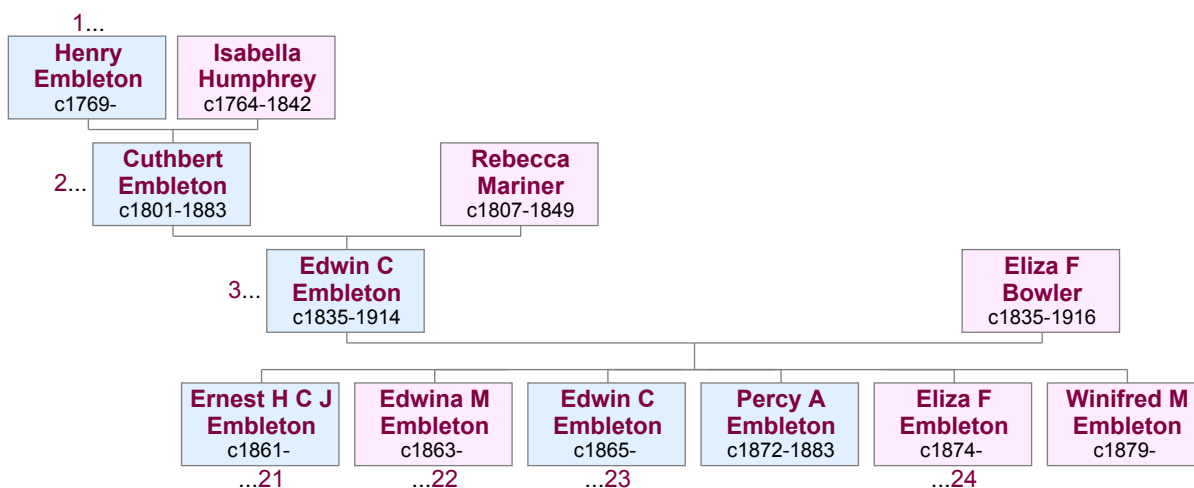 1...
Henry
Embleton
c1769-
Isabella
Humphrey
c1764-1842
2...
Cuthbert
Embleton
c1801-1883
Rebecca
Mariner
c1807-1849
3...
Edwin C
Embleton
c1835-1914
Eliza F
Bowler
c1835-1916
Ernest H C J
Embleton
c1861-
...21
Edwina M
Embleton
c1863-
...22
Edwin C
Embleton
c1865-
...23
Percy A
Embleton
c1872-1883
Eliza F
Embleton
c1874-
...24
Winifred M
Embleton
c1879-